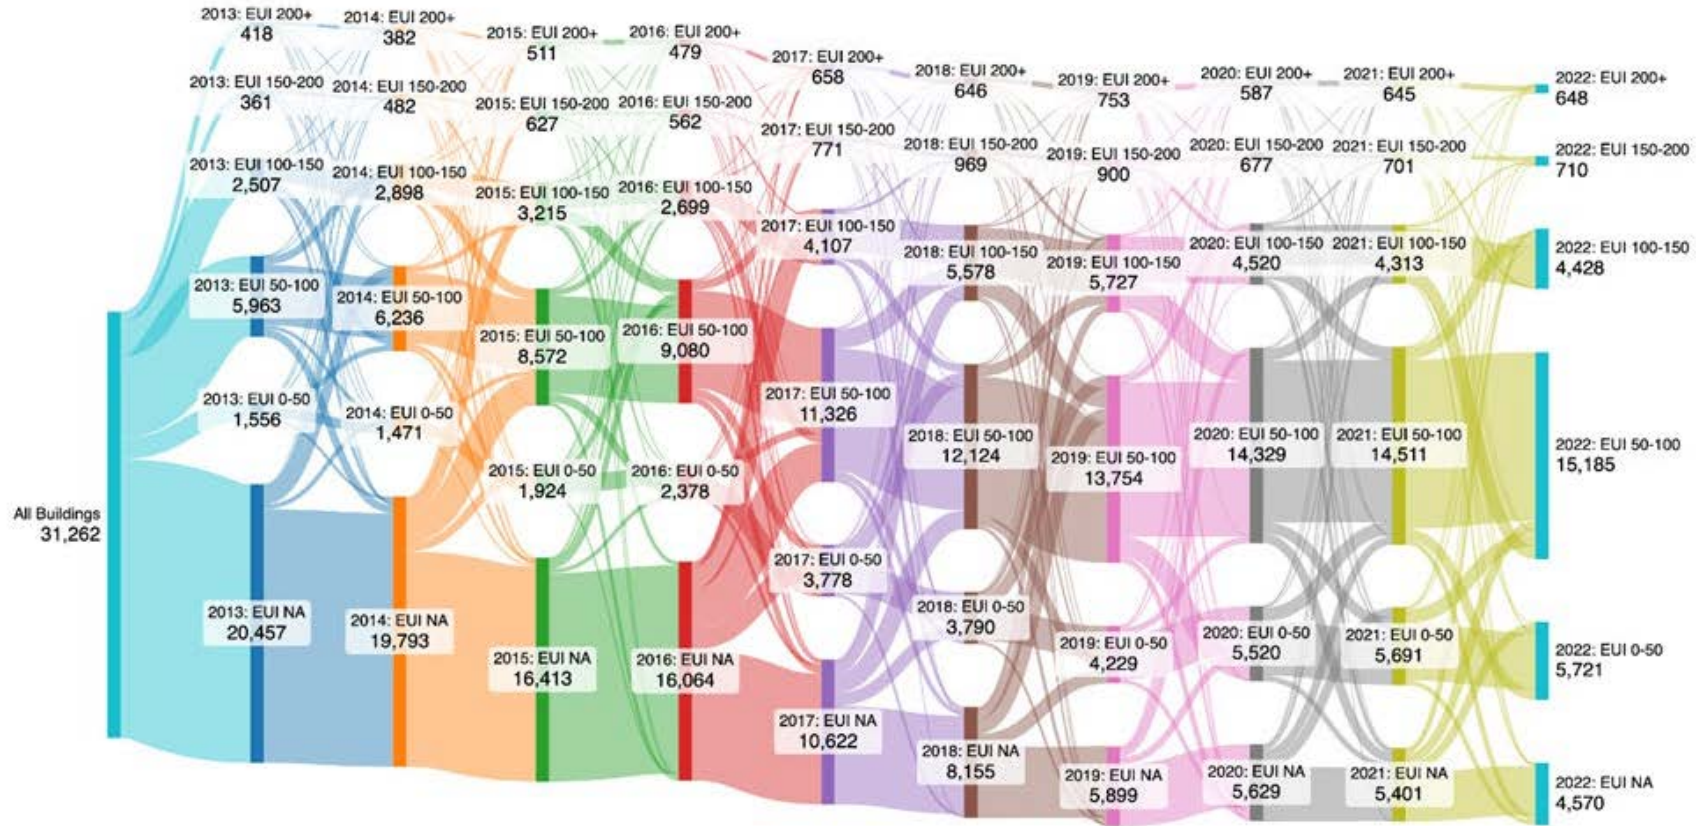 All Buildings
31,262
2013: EUI 200+
418
2013: EUI 150-200
361
2013: EUI 100-150
2,507
2013: EUI 50-100
5,963
2013: EUI 0-50
1,556
2013: EUI NA
20,457
2014: EUI 200+
382
2014: EUI 150-200
482
2014: EUI 100-150
2,898
2014: EUI 50-100
6,236
2014: EUI 0-50
1,471
2014: EUI NA
19,793
2015: EUI 200+
511
2015: EUI 150-200
627
2015: EUI 100-150
3,215
2015: EUI 50-100
8,572
2015: EUI 0-50
1,924
2015: EUI NA
16,413
2016: EUI 200+
479
2016: EUI 150-200
562
2016: EUI 100-150
2,699
2016: EUI 50-100
9,080
2016: EUI 0-50
2,378
2016: EUI NA
16,064
2017: EUI 200+
658
2017: EUI 150-200
771
2017: EUI 100-150
4,107
2017: EUI 50-100
11,326
2017: EUI 0-50
3,778
2017: EUI NA
10,622
2018: EUI 200+
646
2018: EUI 150-200
969
2018: EUI 100-150
5,578
2018: EUI 50-100
12,124
2018: EUI 0-50
3,790
2018: EUI NA
8,155
2019: EUI 200+
753
2019: EUI 150-200
900
2019: EUI 100-150
5,727
2019: EUI 50-100
13,754
2019: EUI 0-50
4,229
2019: EUI NA
5,899
2020: EUI 200+
587
2020: EUI 150-200
677
2020: EUI 100-150
4,520
2020: EUI 50-100
14,329
2020: EUI 0-50
5,520
2020: EUI NA
5,629
2021: EUI 200+
645
2021: EUI 150-200
701
2021: EUI 100-150
4,313
2021: EUI 50-100
14,511
2021: EUI 0-50
5,691
2021: EUI NA
5,401
2022: EUI 200+
648
2022: EUI 150-200
710
2022: EUI 100-150
4,428
2022: EUI 50-100
15,185
2022: EUI 0-50
5,721
2022: EUI NA
4,570